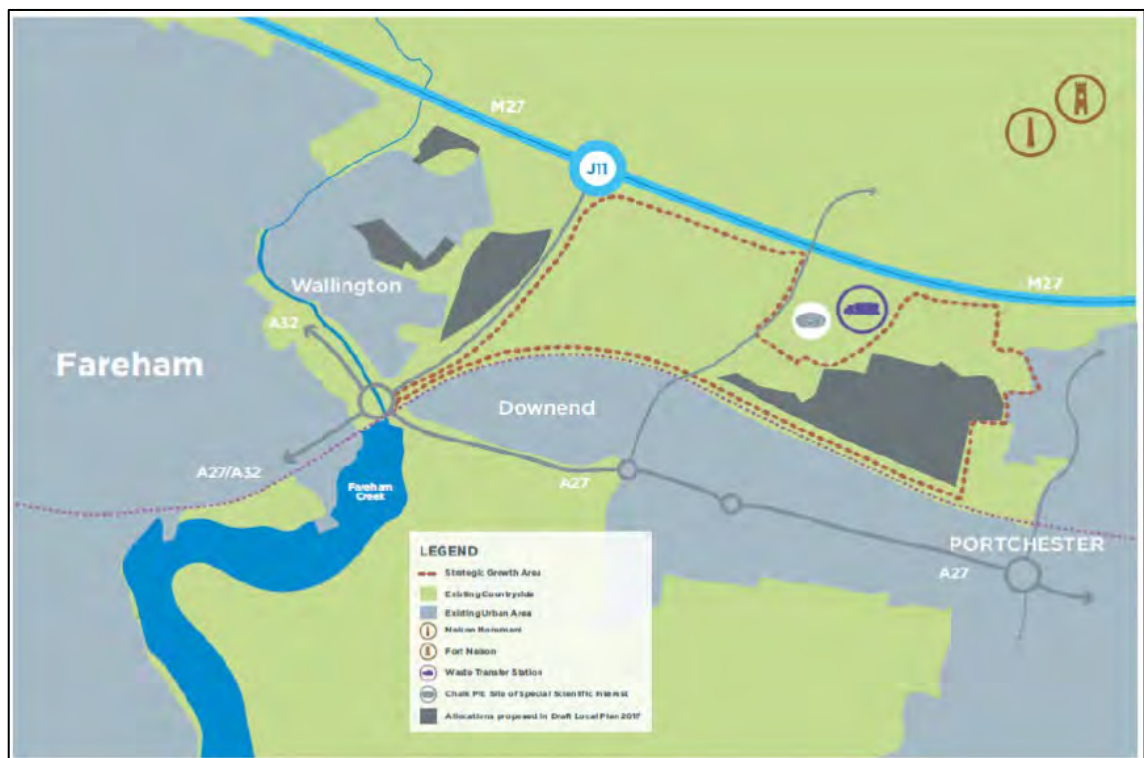 M27
J11
Wallington
M27
A32
Fareham
Downend
A27/A32
A27
Fareham
Creek
PORTCHESTER
A27
LEGEND
Strategic Growth Area
Existing Countryside
Existing Urban Area
Nelson Monument
Fort Nelson
Waste Transfer Station
Chalk Pit Site of Special Scientific Interest
Allocations proposed in Draft Local Plan 2017